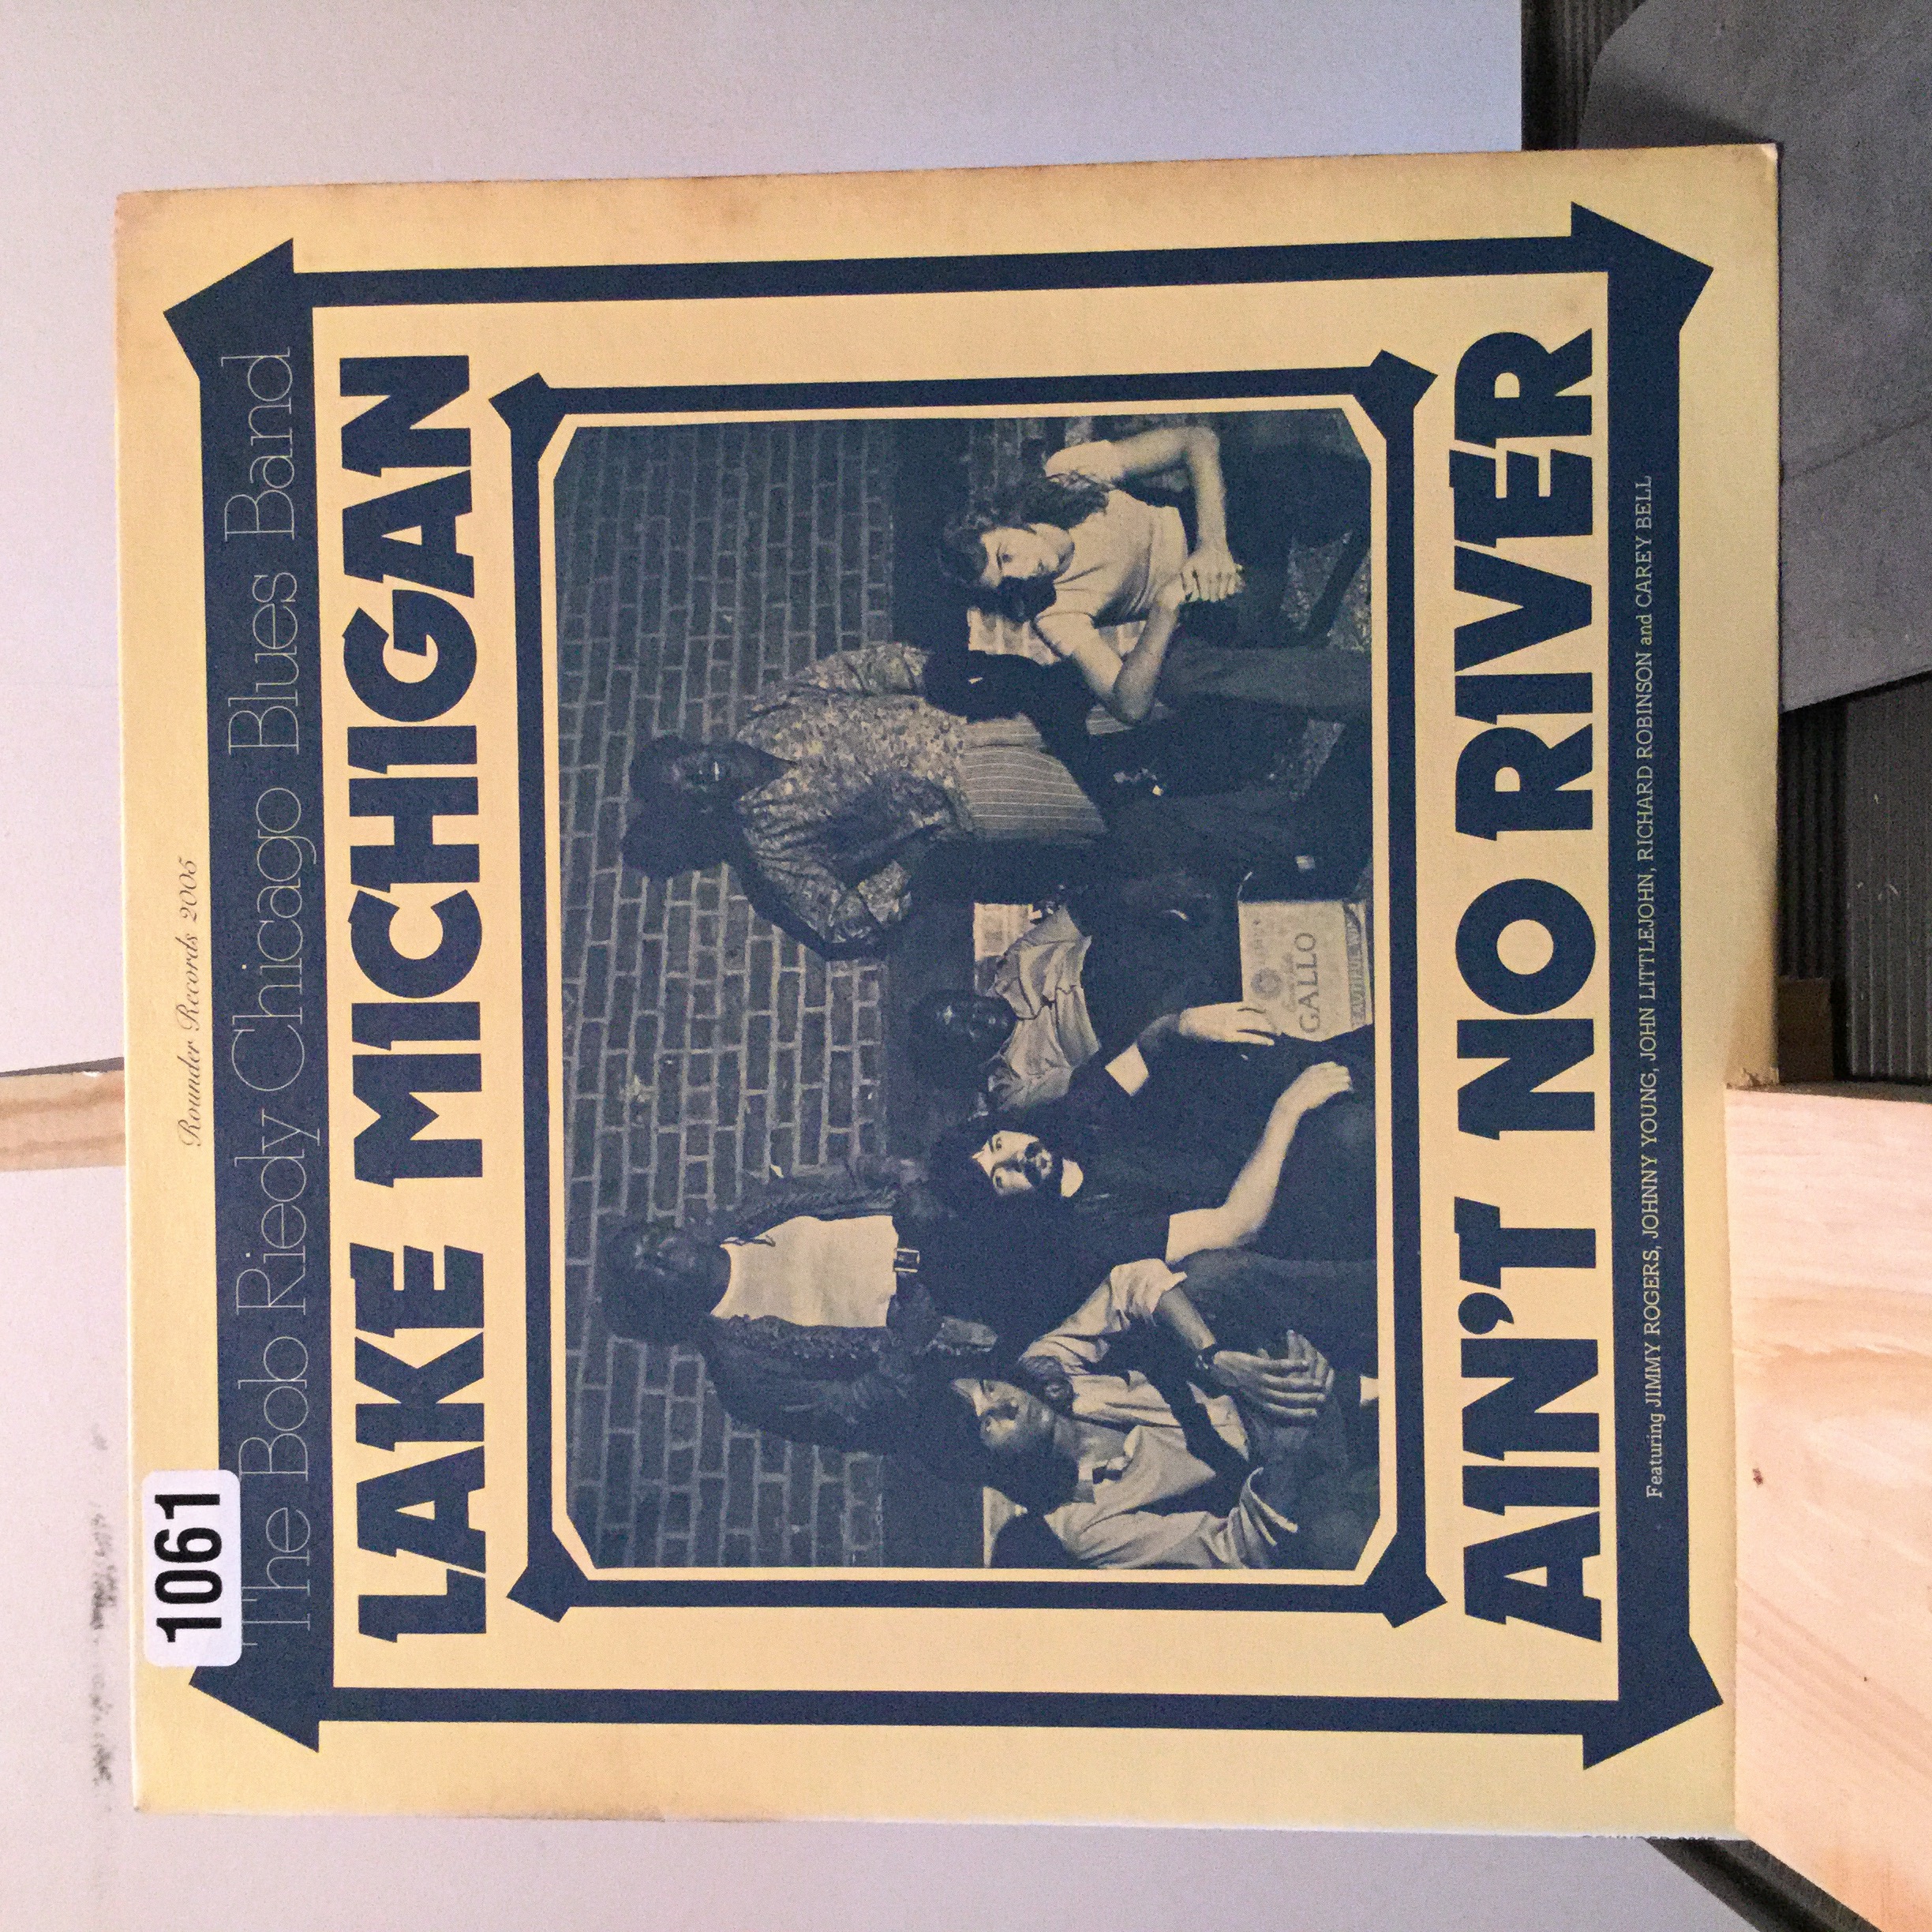 1061
Rounder Records 2005
The Bob Riedy Chicago Blues Band
LAKE MICHIGAN
GALLO
AIN'T NO RIVER
Featuring JIMMY ROGERS, JOHNNY YOUNG, JOHN LITTLEJOHN, RICHARD ROBINSON and CAREY BELL